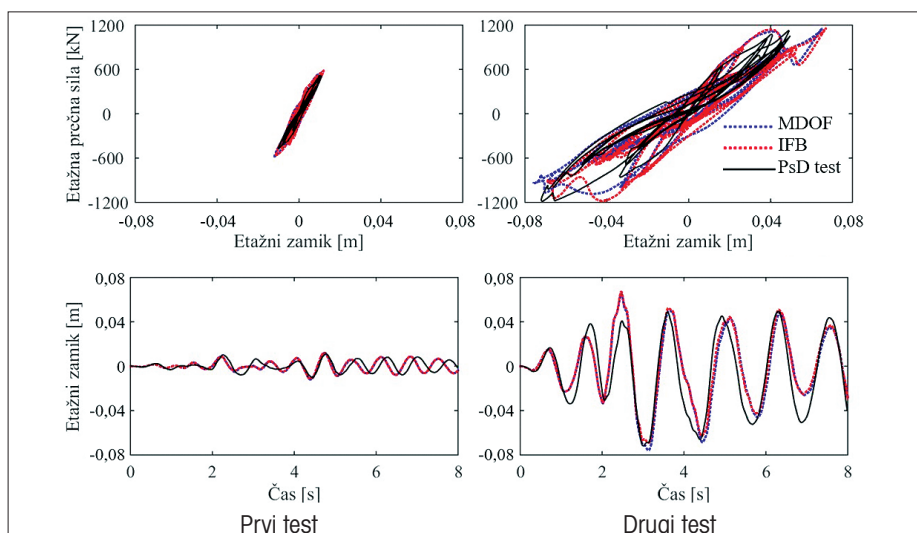 1200
600
0
-600
-1200
Etažna prečna sila [kN]
-0,08 -0,04 0 0,04 0,08
Etažni zamik [m]
1200
600
0
-600
-1200
MDOF
IFB
PsD test
-0,08 -0,04 0 0,04 0,08
Etažni zamik [m]
0,08
0,04
0
-0,04
-0,08
Etažni zamik [m]
0 2 4 6 8
Čas [s]
Prvi test
0,08
0,04
0
-0,04
-0,08
0 2 4 6 8
Čas [s]
Drugi test